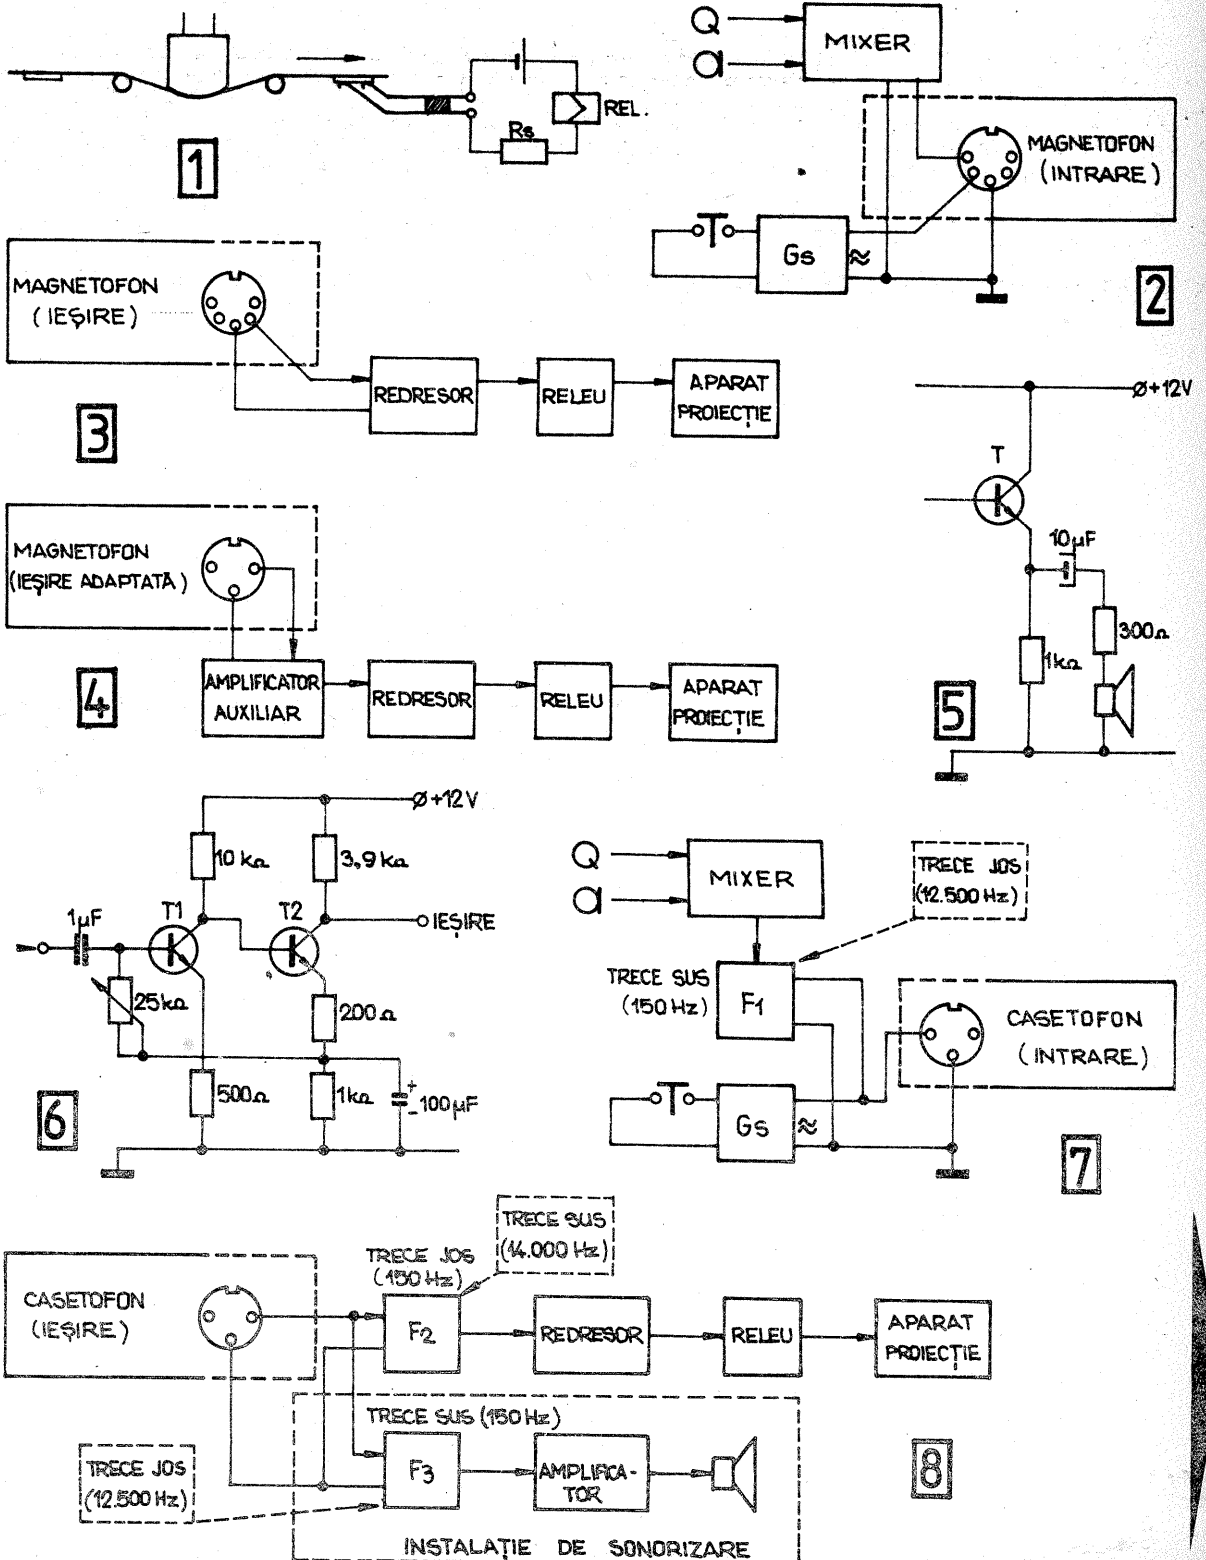 REL.
Rs
1
MIXER
MAGNETOFON
(INTRARE)
Gs
≈
2
MAGNETOFON
(IEȘIRE)
REDRESOR
RELEU
APARAT
PROIECȚIE
3
+12V
T
10µF
300Ω
1kΩ
5
MAGNETOFON
(IEȘIRE ADAPTATĂ)
AMPLIFICATOR
AUXILIAR
REDRESOR
RELEU
APARAT
PROIECȚIE
4
+12V
10 kΩ
3,9 kΩ
1µF
T1
T2
IEȘIRE
25kΩ
200Ω
500Ω
1kΩ
+
-
100µF
6
MIXER
TRECE JOS
(12.500 Hz)
TRECE SUS
(150 Hz)
F1
CASETOFON
(INTRARE)
Gs
≈
7
TRECE SUS
(14.000 Hz)
TRECE JOS
(150 Hz)
CASETOFON
(IEȘIRE)
F2
REDRESOR
RELEU
APARAT
PROIECȚIE
TRECE SUS (150 Hz)
TRECE JOS
(12.500 Hz)
F3
AMPLIFICA-
TOR
8
INSTALAȚIE DE SONORIZARE